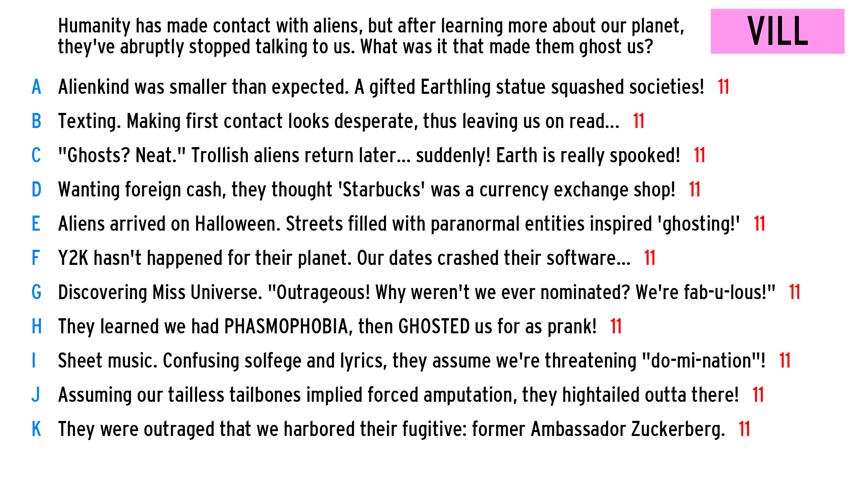 Humanity has made contact with aliens, but after learning more about our planet,
they've abruptly stopped talking to us. What was it that made them ghost us?
VILL
A Alienkind was smaller than expected. A gifted Earthling statue squashed societies! 11
B Texting. Making first contact looks desperate, thus leaving us on read... 11
C "Ghosts? Neat." Trollish aliens return later... suddenly! Earth is really spooked! 11
D Wanting foreign cash, they thought 'Starbucks' was a currency exchange shop! 11
E Aliens arrived on Halloween. Streets filled with paranormal entities inspired 'ghosting!' 11
F Y2K hasn't happened for their planet. Our dates crashed their software... 11
G Discovering Miss Universe. "Outrageous! Why weren't we ever nominated? We're fab-u-lous!" 11
H They learned we had PHASMOPHOBIA, then GHOSTED us for as prank! 11
I Sheet music. Confusing solfege and lyrics, they assume we're threatening "do-mi-nation"! 11
J Assuming our tailless tailbones implied forced amputation, they hightailed outta there! 11
K They were outraged that we harbored their fugitive: former Ambassador Zuckerberg. 11